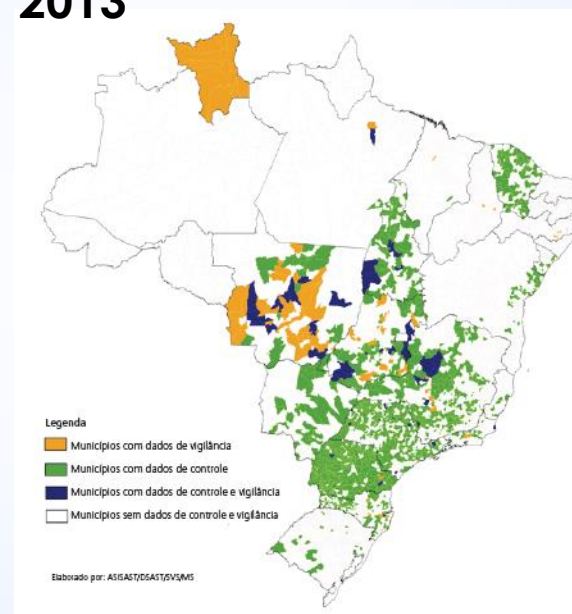 2013
Legenda
Municípios com dados de vigilância
Municípios com dados de controle
Municípios com dados de controle e vigilância
Municípios sem dados de controle e vigilância
Elaborado por: ASISAST/DSAST/SVS/MS